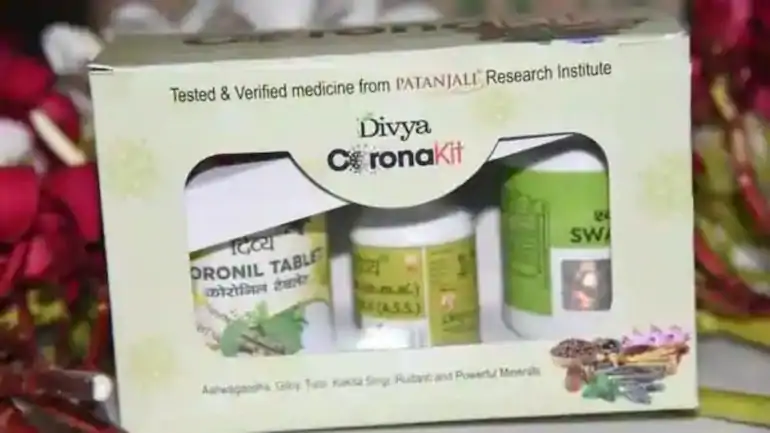 Tested & Verified medicine from PATANJALI® Research Institute
Divya
CoronaKit
दिव्य
ORONIL TABLET
कोरोनिल टैबलेट
(A.S.S.)
SWA
Ashwagandha, Giloy, Tulsi, Kakda Singi, Rudanti and Powerful Minerals